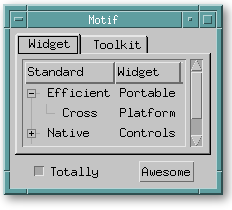 Motif
Widget Toolkit
Standard Widget
Efficient Portable
Cross Platform
Native Controls
Totally Awesome